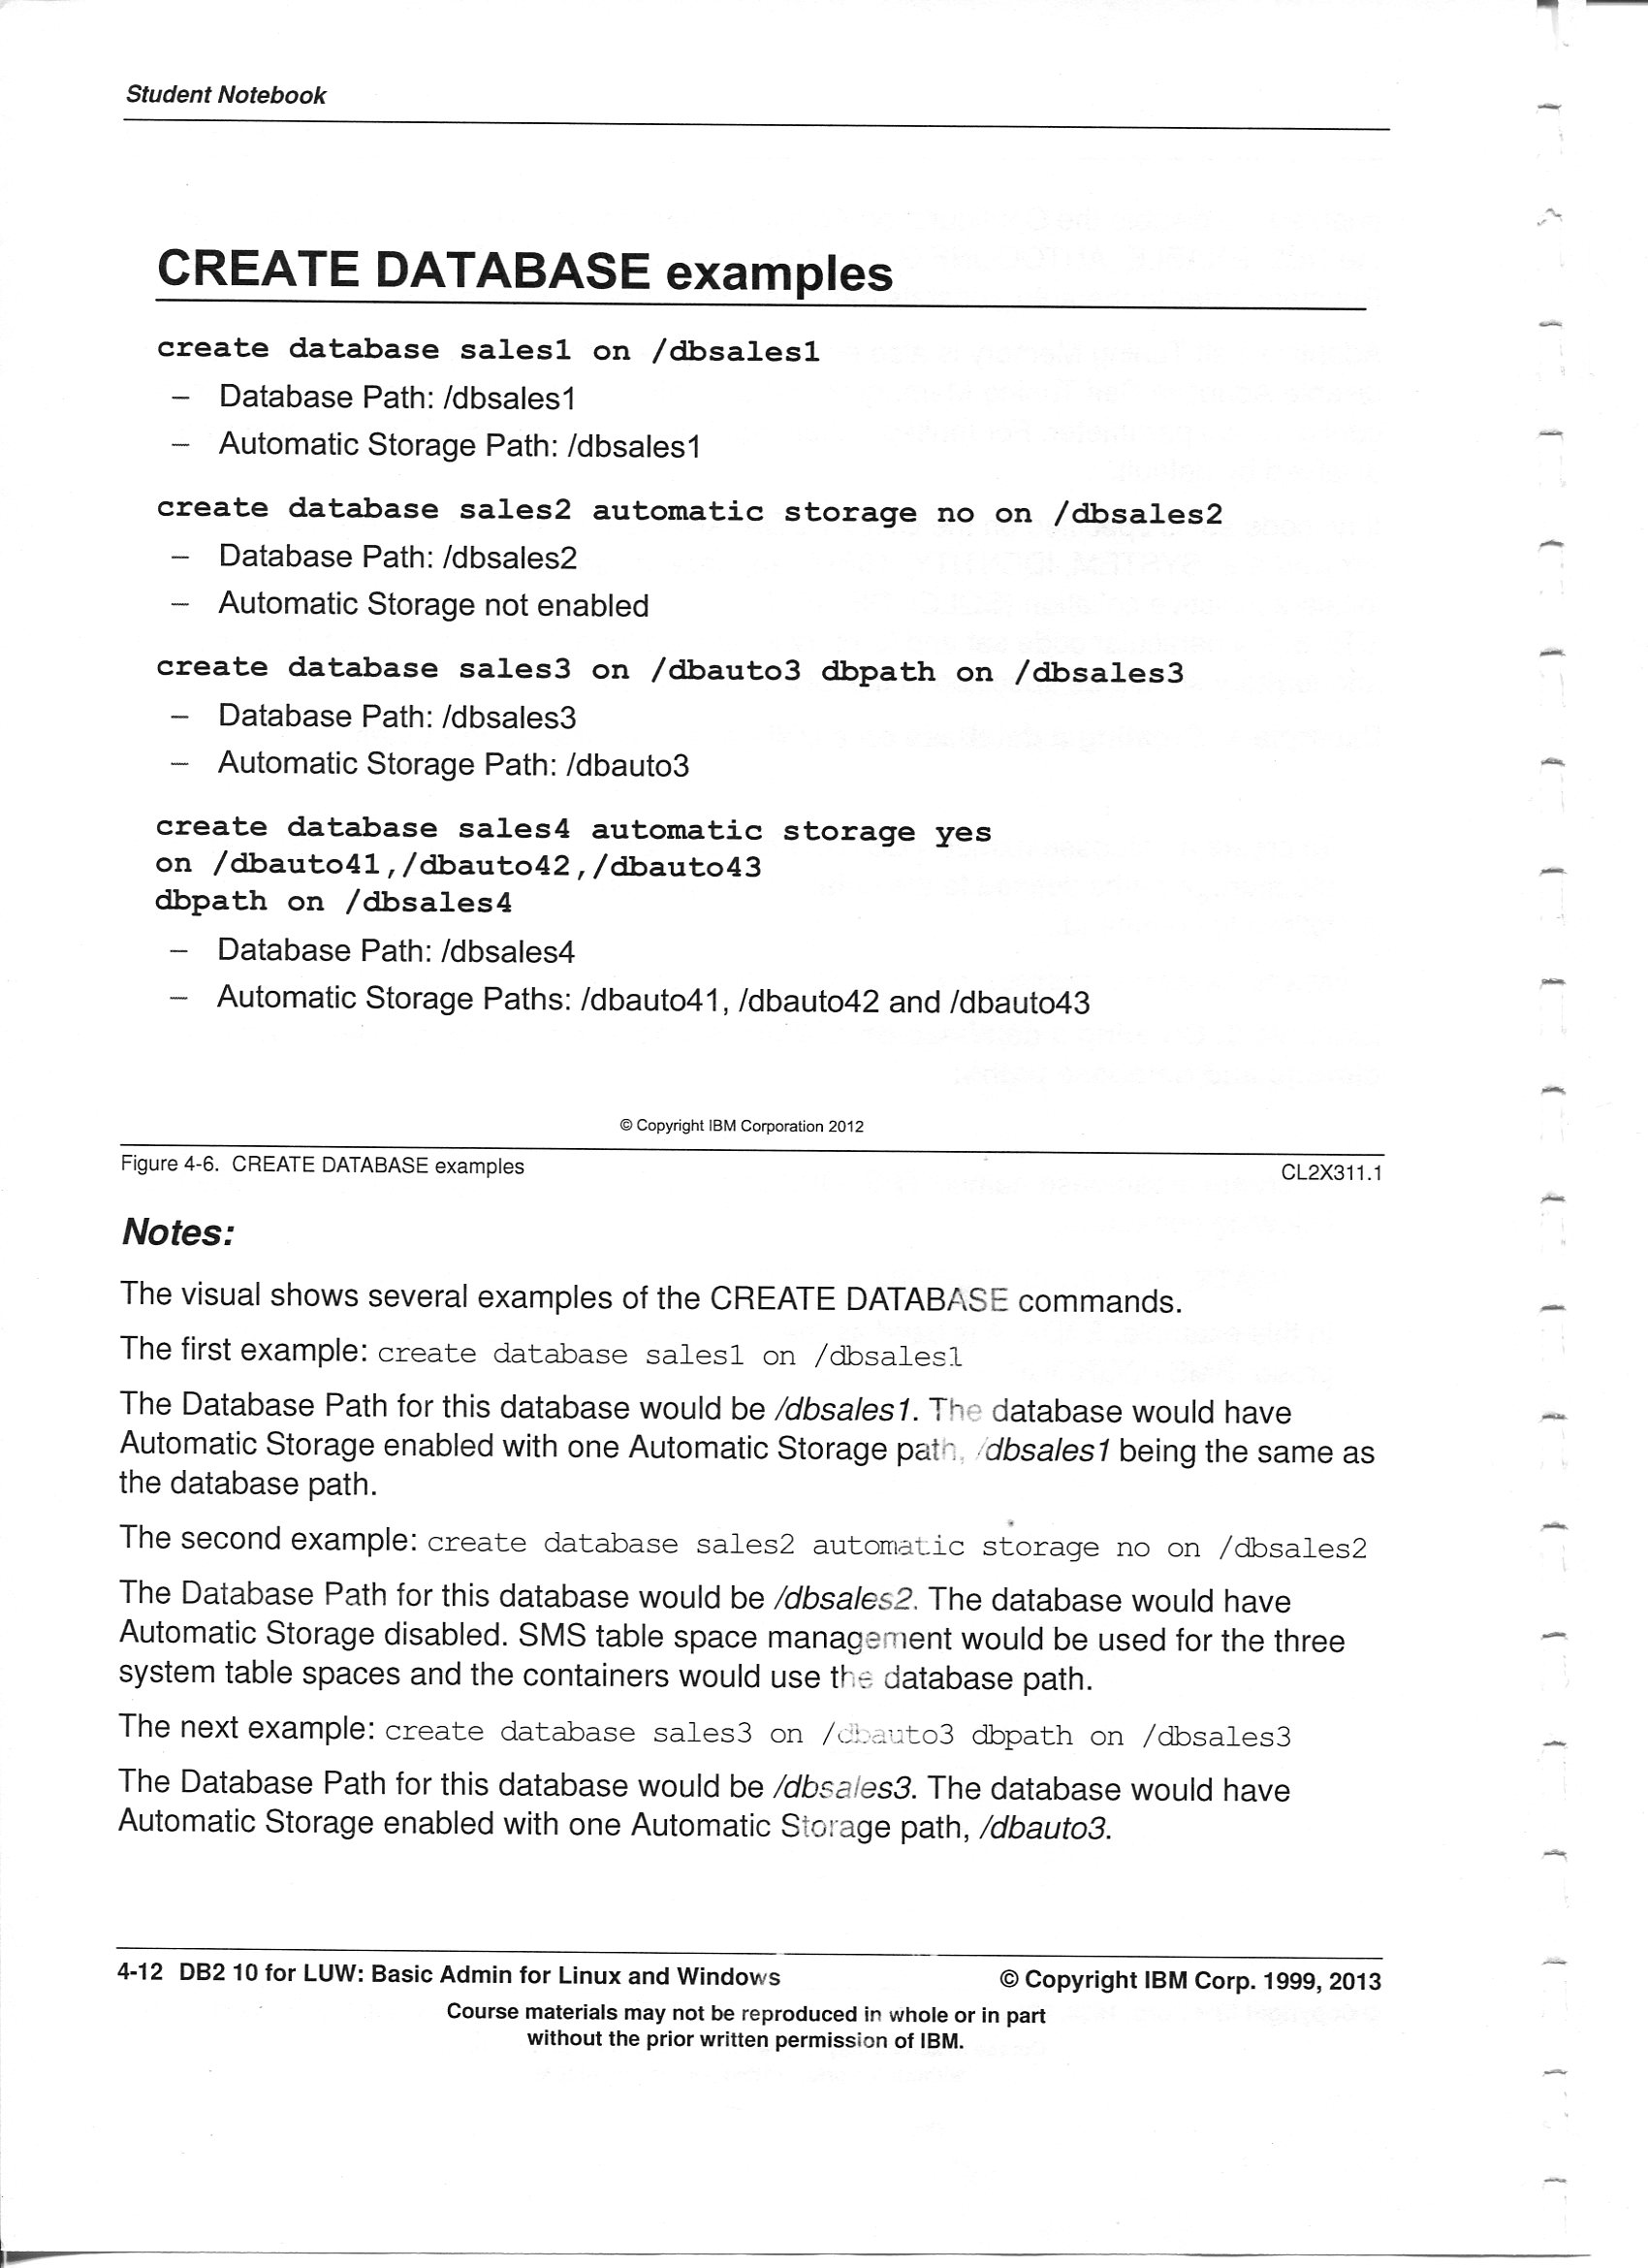 Student Notebook
CREATE DATABASE examples
create database sales1 on /dbsales1
– Database Path: /dbsales1
– Automatic Storage Path: /dbsales1
create database sales2 automatic storage no on /dbsales2
– Database Path: /dbsales2
– Automatic Storage not enabled
create database sales3 on /dbauto3 dbpath on /dbsales3
– Database Path: /dbsales3
– Automatic Storage Path: /dbauto3
create database sales4 automatic storage yes
on /dbauto41,/dbauto42,/dbauto43
dbpath on /dbsales4
– Database Path: /dbsales4
– Automatic Storage Paths: /dbauto41, /dbauto42 and /dbauto43
© Copyright IBM Corporation 2012
Figure 4-6. CREATE DATABASE examples CL2X311.1
Notes:
The visual shows several examples of the CREATE DATABASE commands.
The first example: create database sales1 on /dbsales1
The Database Path for this database would be /dbsales1. The database would have
Automatic Storage enabled with one Automatic Storage path, /dbsales1 being the same as
the database path.
The second example: create database sales2 automatic storage no on /dbsales2
The Database Path for this database would be /dbsales2. The database would have
Automatic Storage disabled. SMS table space management would be used for the three
system table spaces and the containers would use the database path.
The next example: create database sales3 on /dbauto3 dbpath on /dbsales3
The Database Path for this database would be /dbsales3. The database would have
Automatic Storage enabled with one Automatic Storage path, /dbauto3.
4-12 DB2 10 for LUW: Basic Admin for Linux and Windows © Copyright IBM Corp. 1999, 2013
Course materials may not be reproduced in whole or in part
without the prior written permission of IBM.